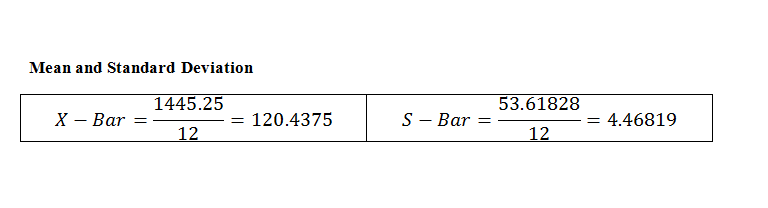 Mean and Standard Deviation
X − Bar = 1445.25 / 12 = 120.4375
S − Bar = 53.61828 / 12 = 4.46819